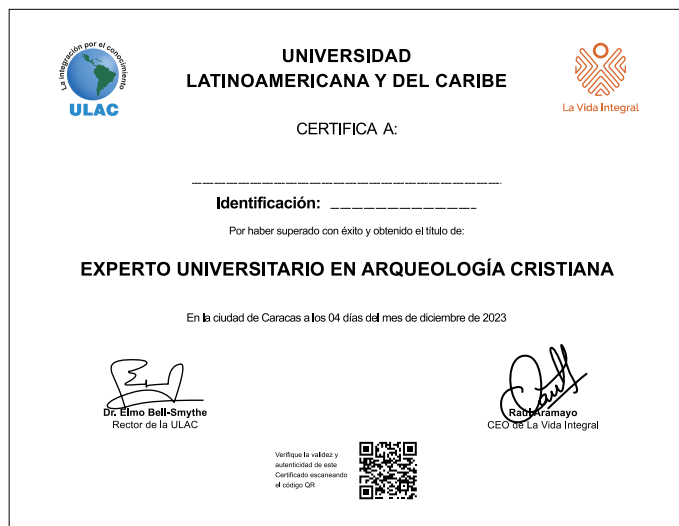 La integración por el conocimiento
ULAC
UNIVERSIDAD
LATINOAMERICANA Y DEL CARIBE
La Vida Integral
CERTIFICA A:
Identificación:
Por haber superado con éxito y obtenido el título de:
EXPERTO UNIVERSITARIO EN ARQUEOLOGÍA CRISTIANA
En la ciudad de Caracas a los 04 días del mes de diciembre de 2023
Dr. Elmo Bell-Smythe
Rector de la ULAC
Raúl Aramayo
CEO de La Vida Integral
Verifique la validez y
autenticidad de este
Certificado escaneando
el código QR